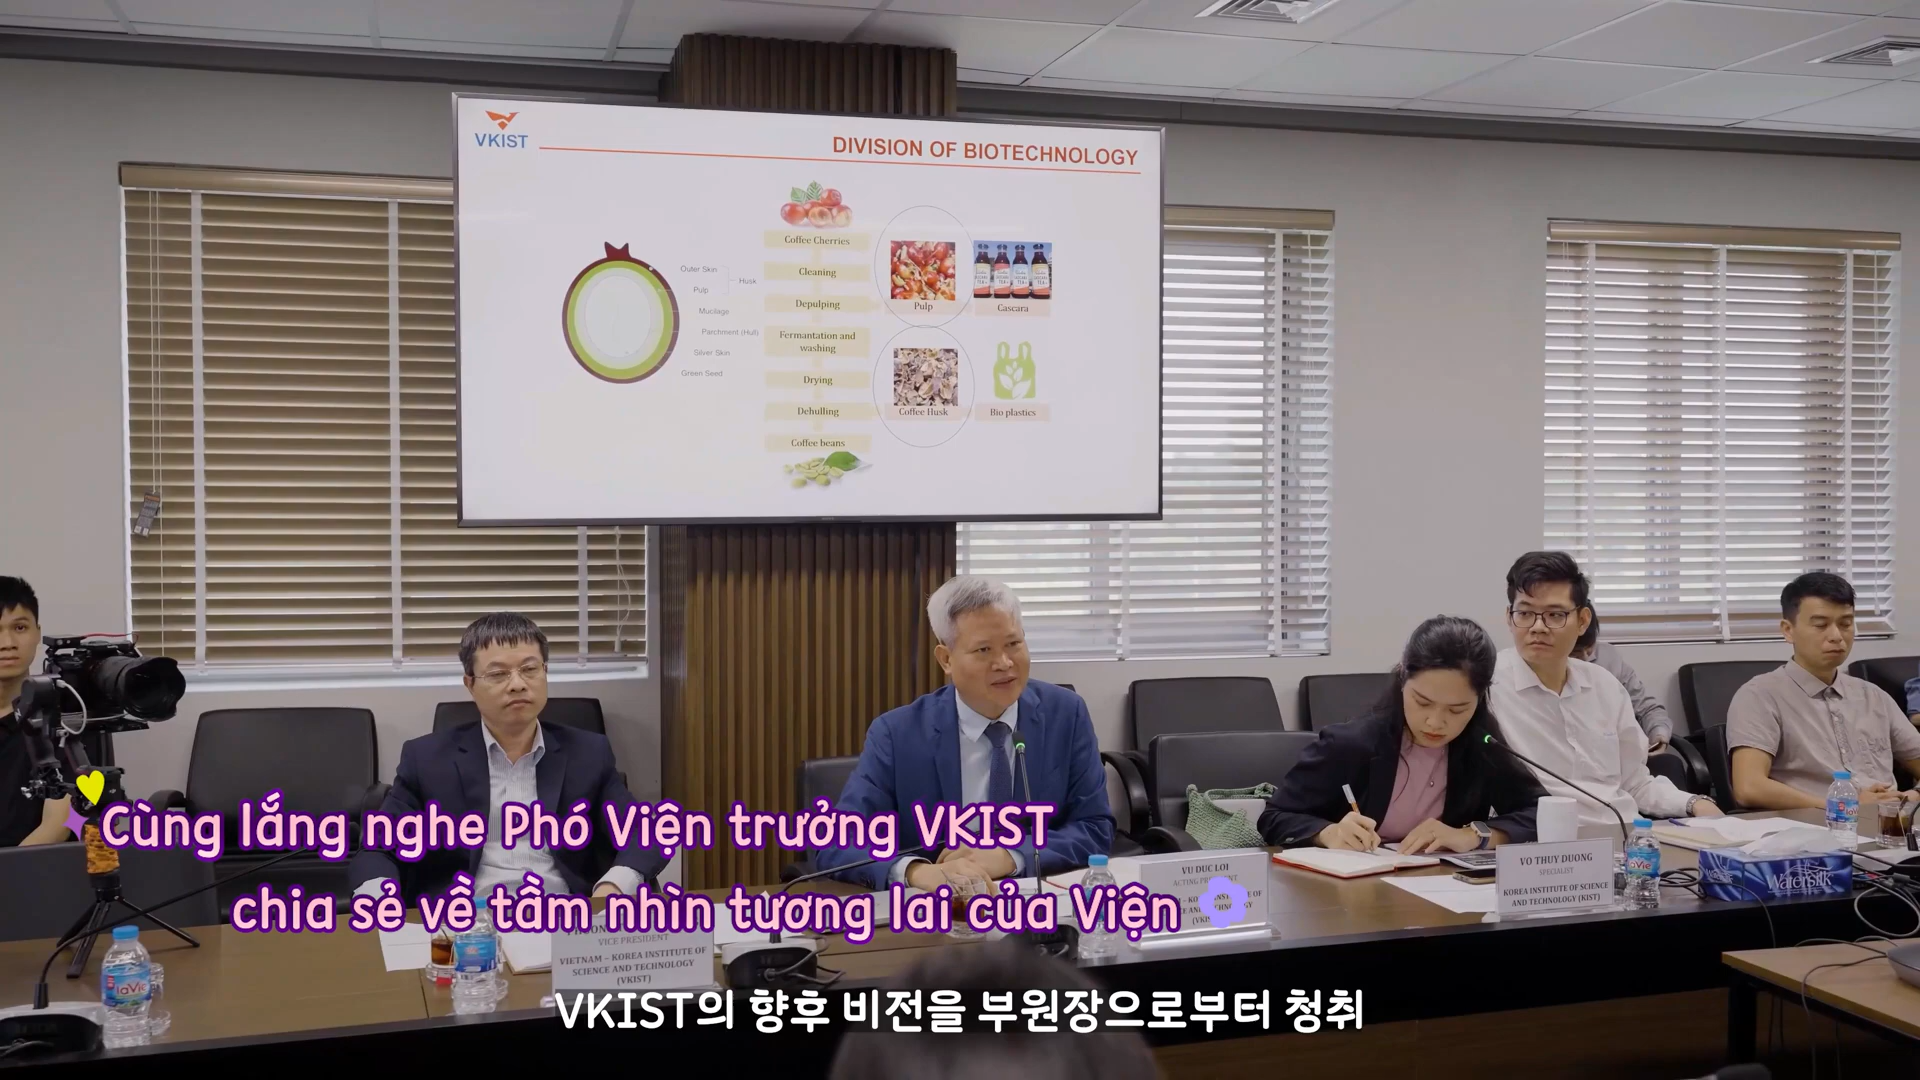 VKIST
DIVISION OF BIOTECHNOLOGY
Coffee Cherries
Cleaning
Depulping
Fermantation and
washing
Drying
Dehulling
Coffee beans
Outer Skin
Pulp
Husk
Mucilage
Parchment (Hull)
Silver Skin
Green Seed
Pulp
Cascara
Coffee Husk
Bio plastics
Cùng lắng nghe Phó Viện trưởng VKIST
chia sẻ về tầm nhìn tương lai của Viện
VICE PRESIDENT
VIETNAM – KOREA INSTITUTE OF
SCIENCE AND TECHNOLOGY
(VKIST)
VU DUC LOI
ACTING PRESIDENT
VO THUY DUONG
SPECIALIST
KOREA INSTITUTE OF SCIENCE
AND TECHNOLOGY (KIST)
laVie
laVie
WaterSilk
VKIST의 향후 비전을 부원장으로부터 청취